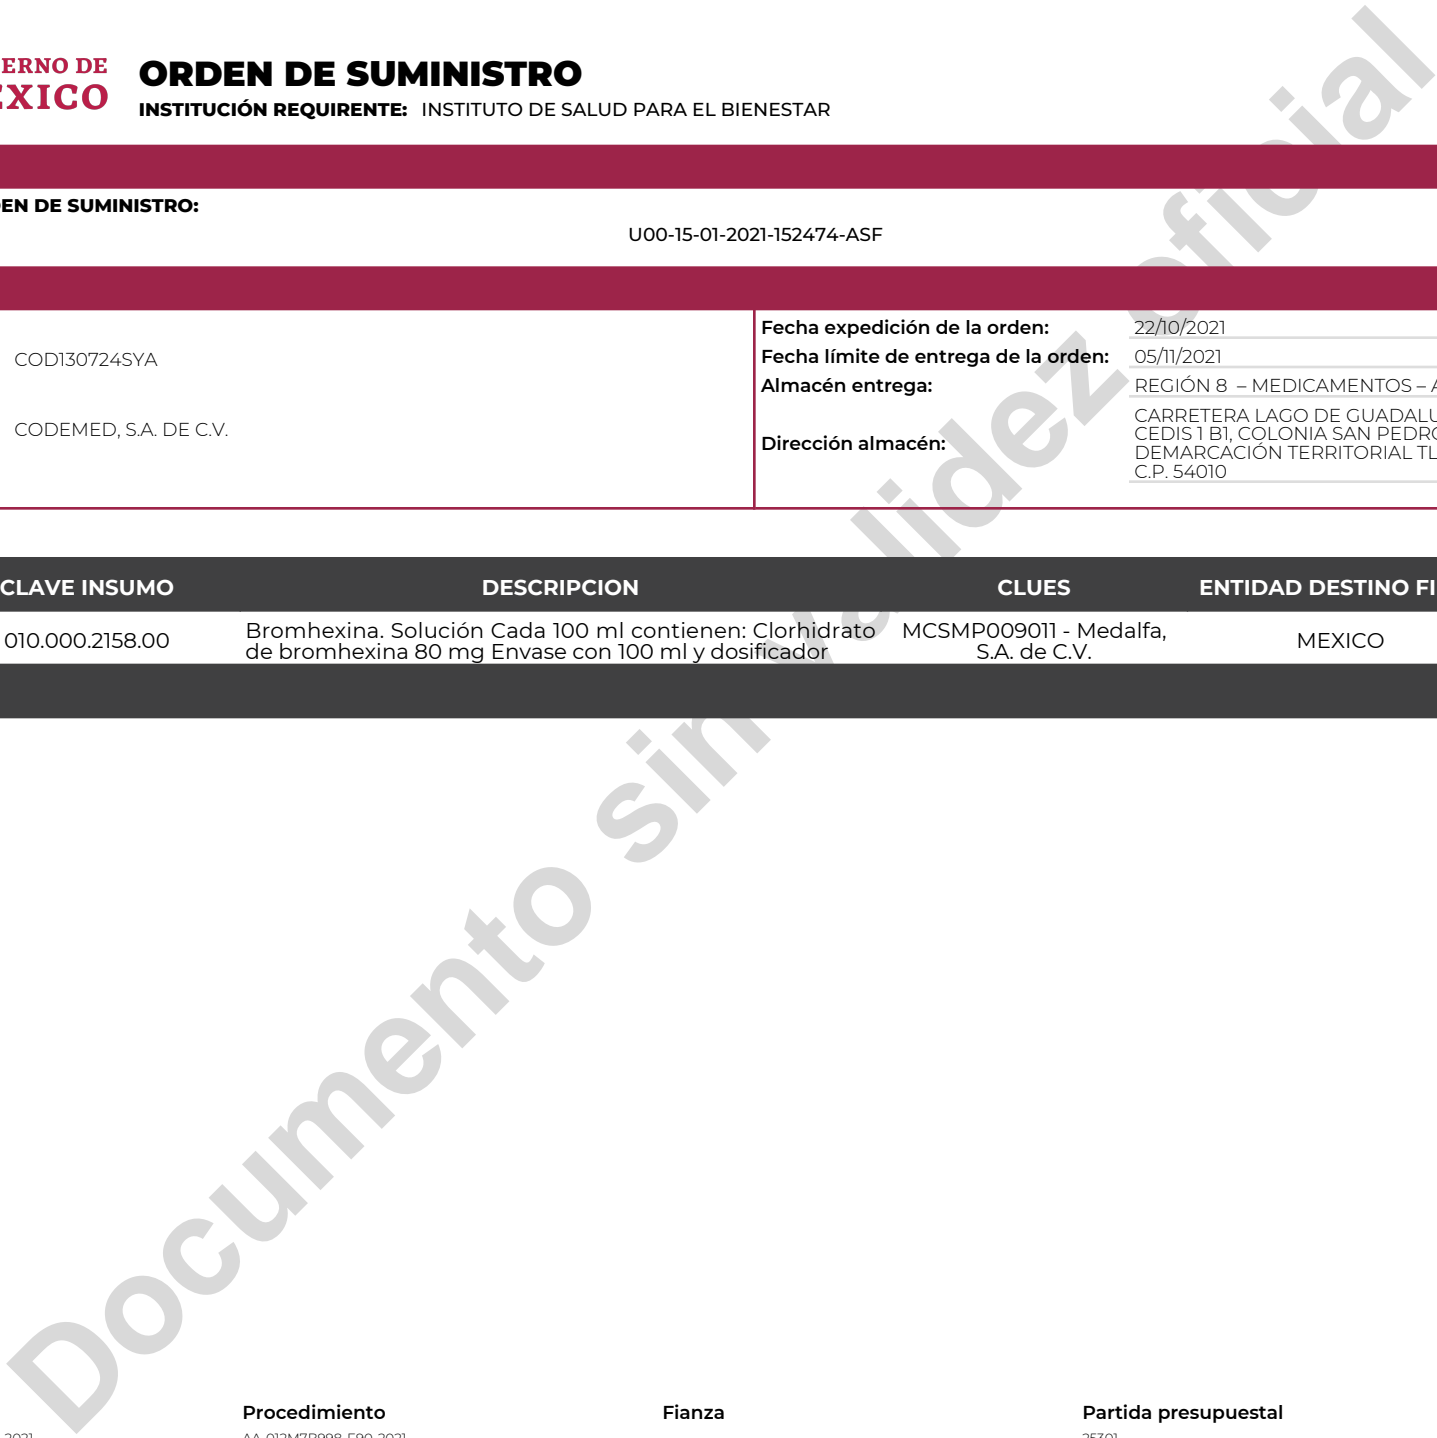 ERNO DE
EXICO
ORDEN DE SUMINISTRO
INSTITUCIÓN REQUIRENTE: INSTITUTO DE SALUD PARA EL BIENESTAR
EN DE SUMINISTRO:
U00-15-01-2021-152474-ASF
COD130724SYA
CODEMED, S.A. DE C.V.
Fecha expedición de la orden: 22/10/2021
Fecha límite de entrega de la orden: 05/11/2021
Almacén entrega: REGIÓN 8 – MEDICAMENTOS – A
Dirección almacén:
CARRETERA LAGO DE GUADALU
CEDIS 1 B1, COLONIA SAN PEDRO
DEMARCACIÓN TERRITORIAL TL
C.P. 54010
CLAVE INSUMO DESCRIPCION CLUES ENTIDAD DESTINO FI
010.000.2158.00
Bromhexina. Solución Cada 100 ml contienen: Clorhidrato
de bromhexina 80 mg Envase con 100 ml y dosificador
MCSMP009011 - Medalfa,
S.A. de C.V.
MEXICO
Documento sin validez oficial
Procedimiento Fianza Partida presupuestal